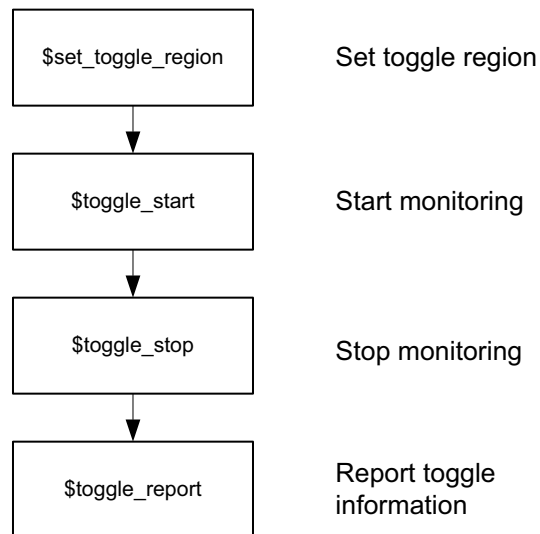 $set_toggle_region
Set toggle region
$toggle_start
Start monitoring
$toggle_stop
Stop monitoring
$toggle_report
Report toggle
information